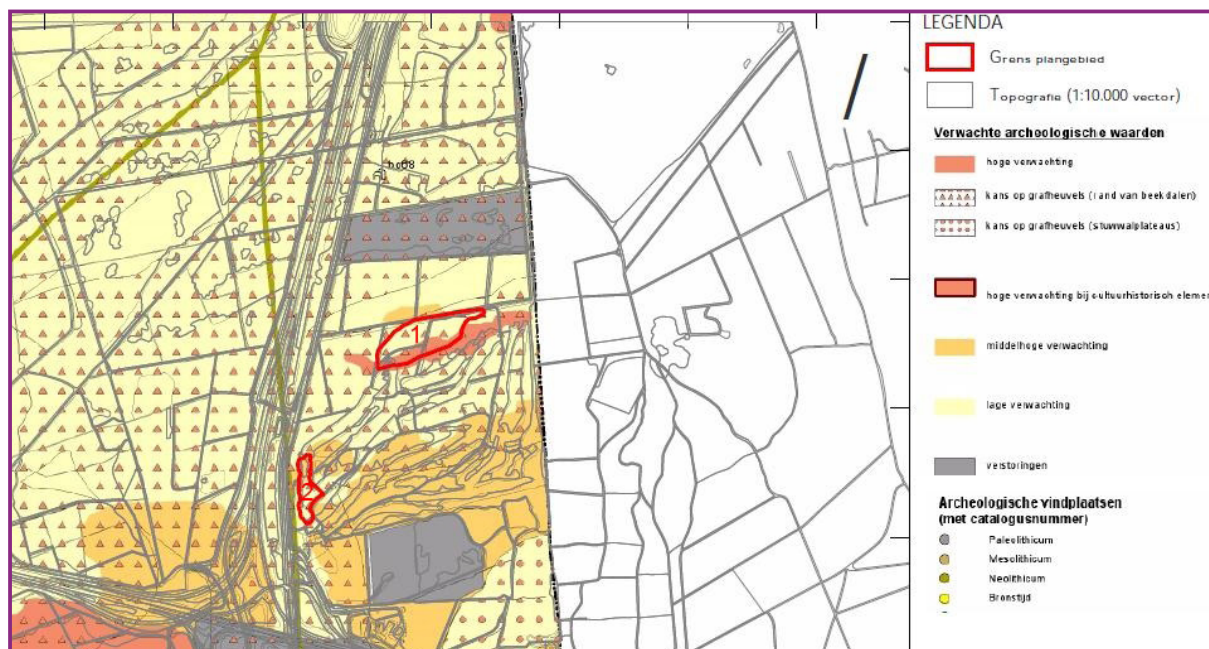 LEGENDA
Grens plangebied
Topografie (1:10.000 vector)
Verwachte archeologische waarden
hoge verwachting
kans op grafheuvels (rand van beekdalen)
kans op grafheuvels (stuwwalplateaus)
hoge verwachting bij cultuurhistorisch elemen
middelhoge verwachting
lage verwachting
verstoringen
Archeologische vindplaatsen
(met catalogusnummer)
Paleolithicum
Mesolithicum
Neolithicum
Bronstijd
1